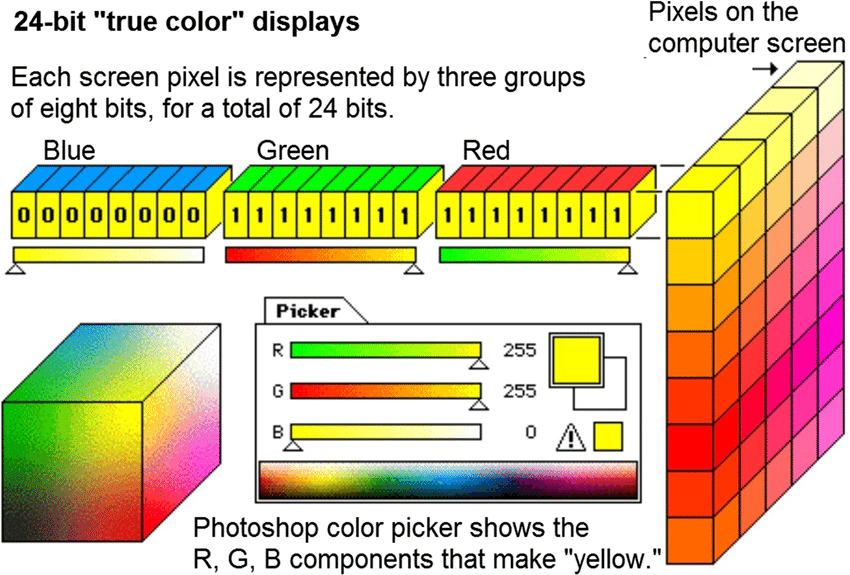 24-bit "true color" displays
Pixels on the
computer screen
Each screen pixel is represented by three groups
of eight bits, for a total of 24 bits.
Blue Green Red
0 0 0 0 0 0 0 0 1 1 1 1 1 1 1 1 1 1 1 1 1 1 1 1
Picker
R 255
G 255
B 0
Photoshop color picker shows the
R, G, B components that make "yellow."